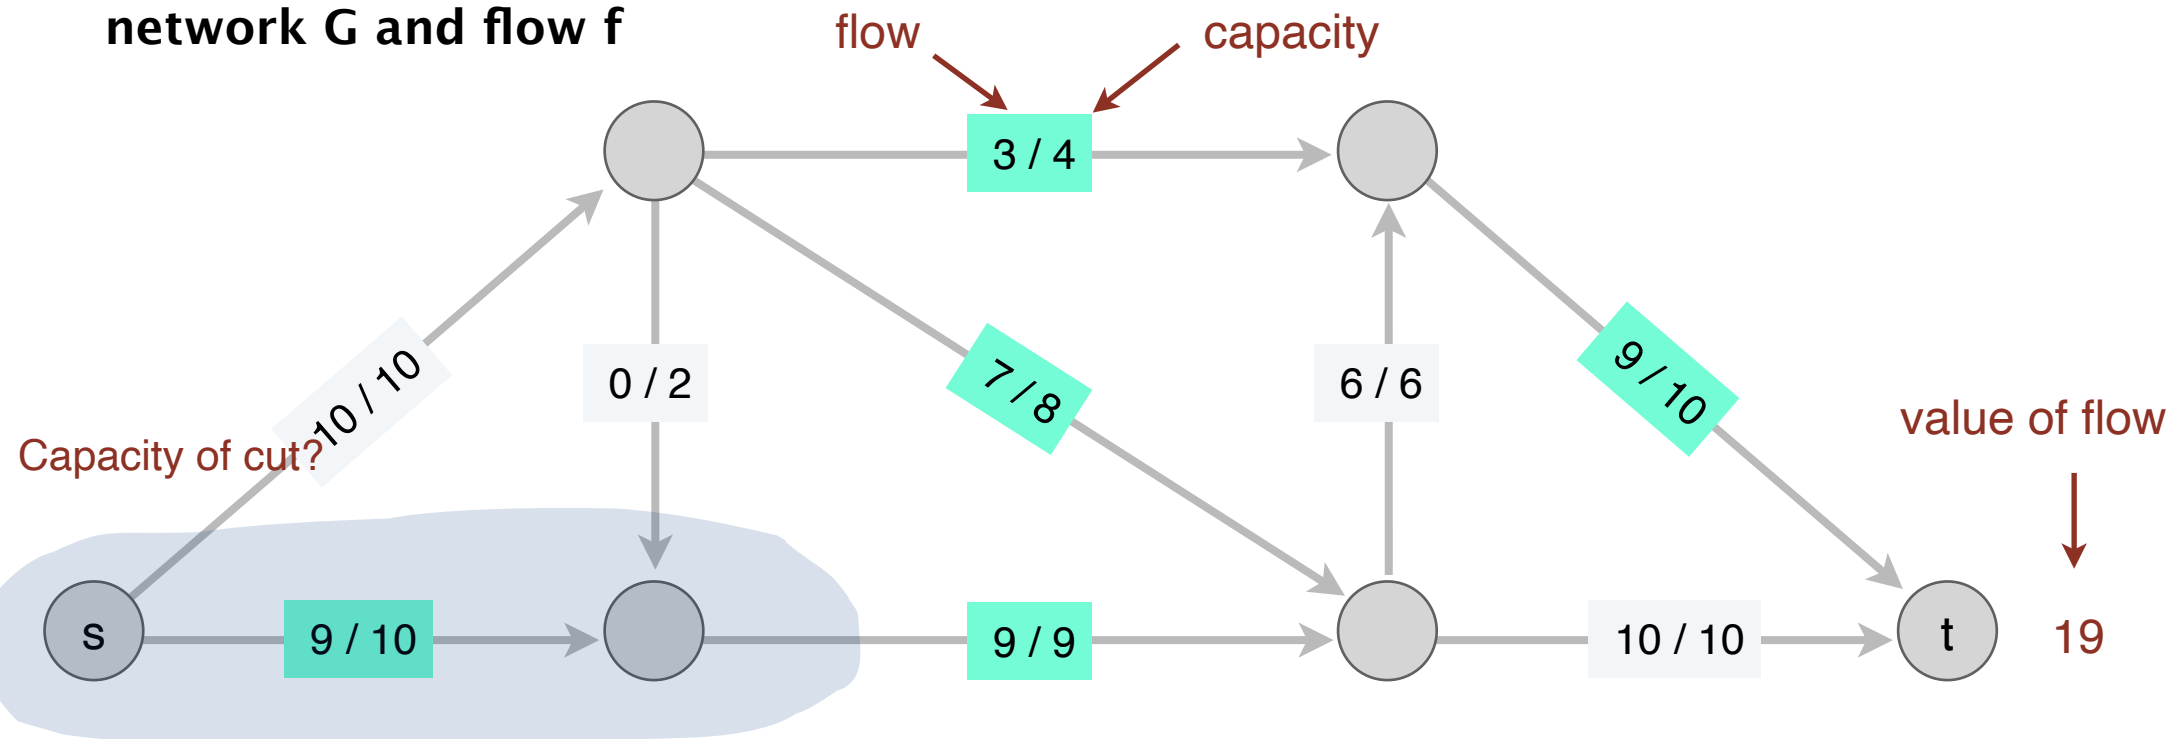 network G and flow f
flow
capacity
3 / 4
10 / 10
0 / 2
7 / 8
6 / 6
9 / 10
Capacity of cut?
value of flow
s
9 / 10
9 / 9
10 / 10
t
19